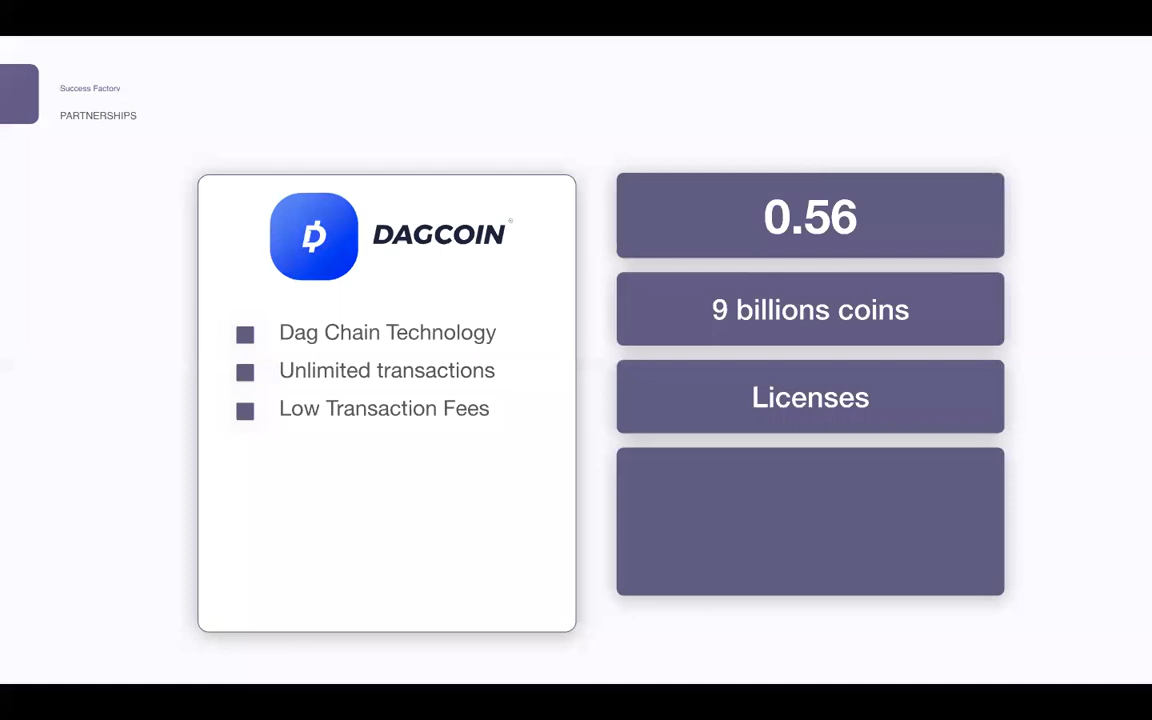 Success Factory
PARTNERSHIPS
DAGCOIN
Dag Chain Technology
Unlimited transactions
Low Transaction Fees
0.56
9 billions coins
Licenses